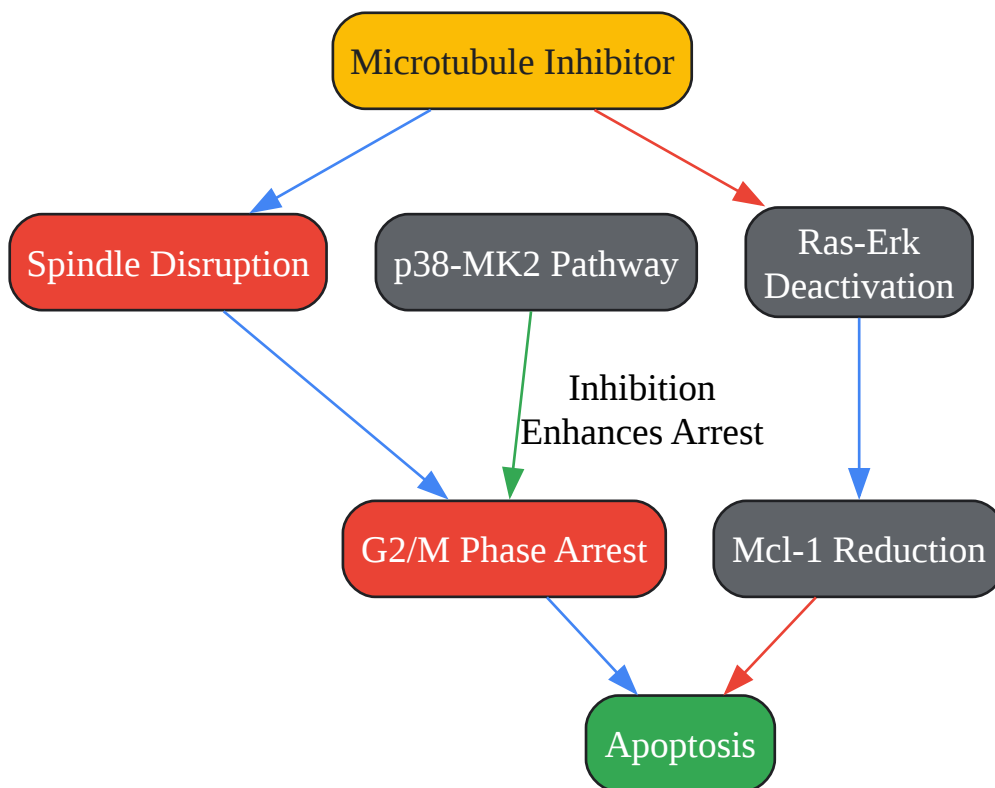 Microtubule Inhibitor
Spindle Disruption
p38-MK2 Pathway
Ras-Erk
Deactivation
Inhibition
Enhances Arrest
G2/M Phase Arrest
Mcl-1 Reduction
Apoptosis